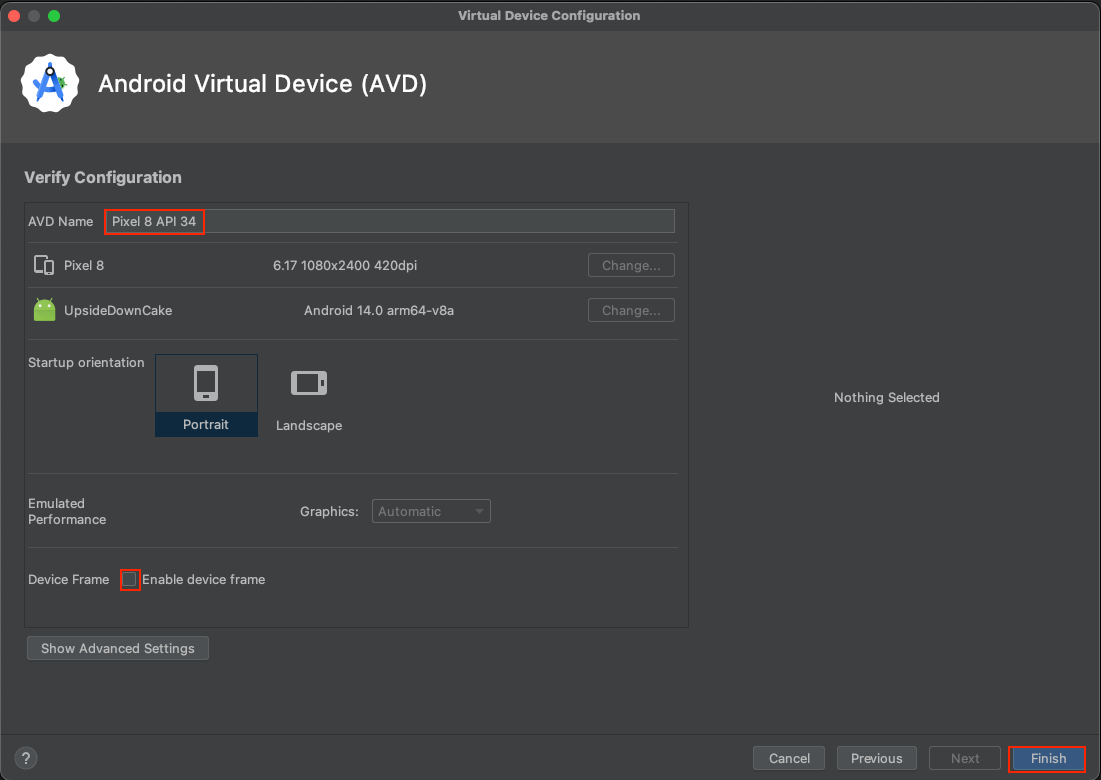 Virtual Device Configuration
Android Virtual Device (AVD)
Verify Configuration
AVD Name Pixel 8 API 34
Pixel 8 6.17 1080x2400 420dpi Change...
UpsideDownCake Android 14.0 arm64-v8a Change...
Startup orientation
Portrait Landscape
Nothing Selected
Emulated
Performance
Graphics: Automatic
Device Frame Enable device frame
Show Advanced Settings
? Cancel Previous Next Finish